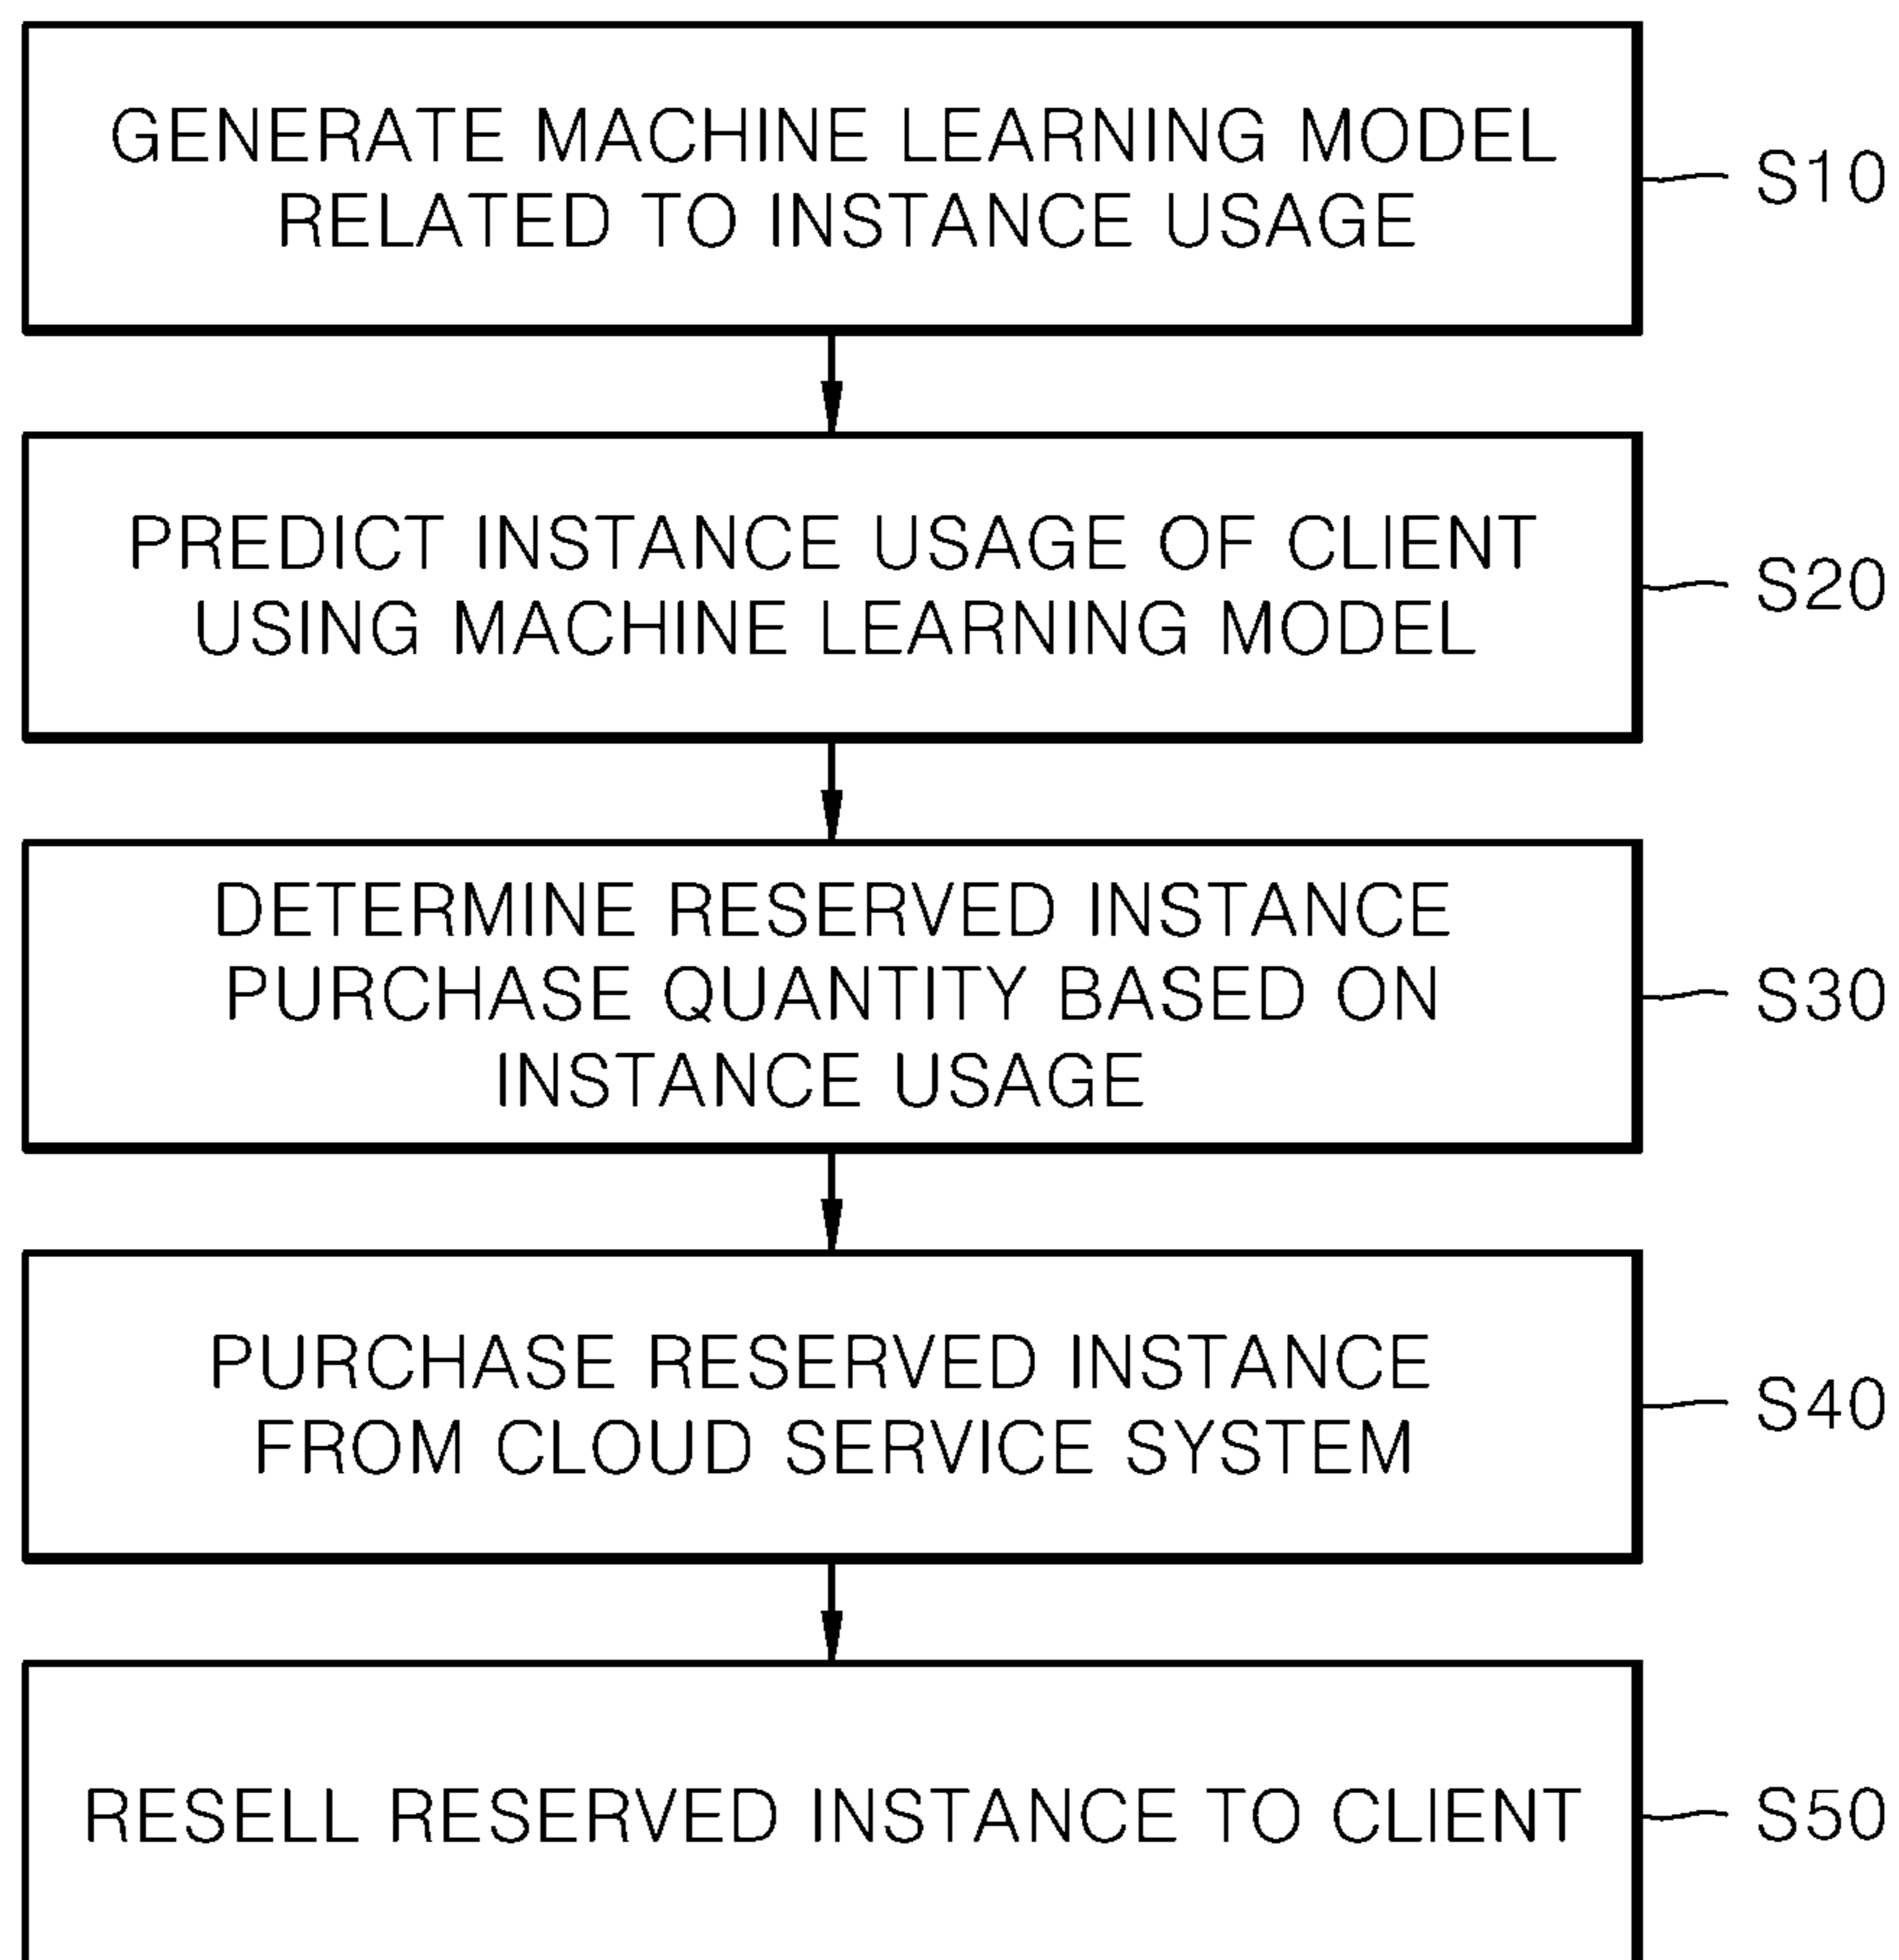 GENERATE MACHINE LEARNING MODEL
RELATED TO INSTANCE USAGE
S10
PREDICT INSTANCE USAGE OF CLIENT
USING MACHINE LEARNING MODEL
S20
DETERMINE RESERVED INSTANCE
PURCHASE QUANTITY BASED ON
INSTANCE USAGE
S30
PURCHASE RESERVED INSTANCE
FROM CLOUD SERVICE SYSTEM
S40
RESELL RESERVED INSTANCE TO CLIENT
S50